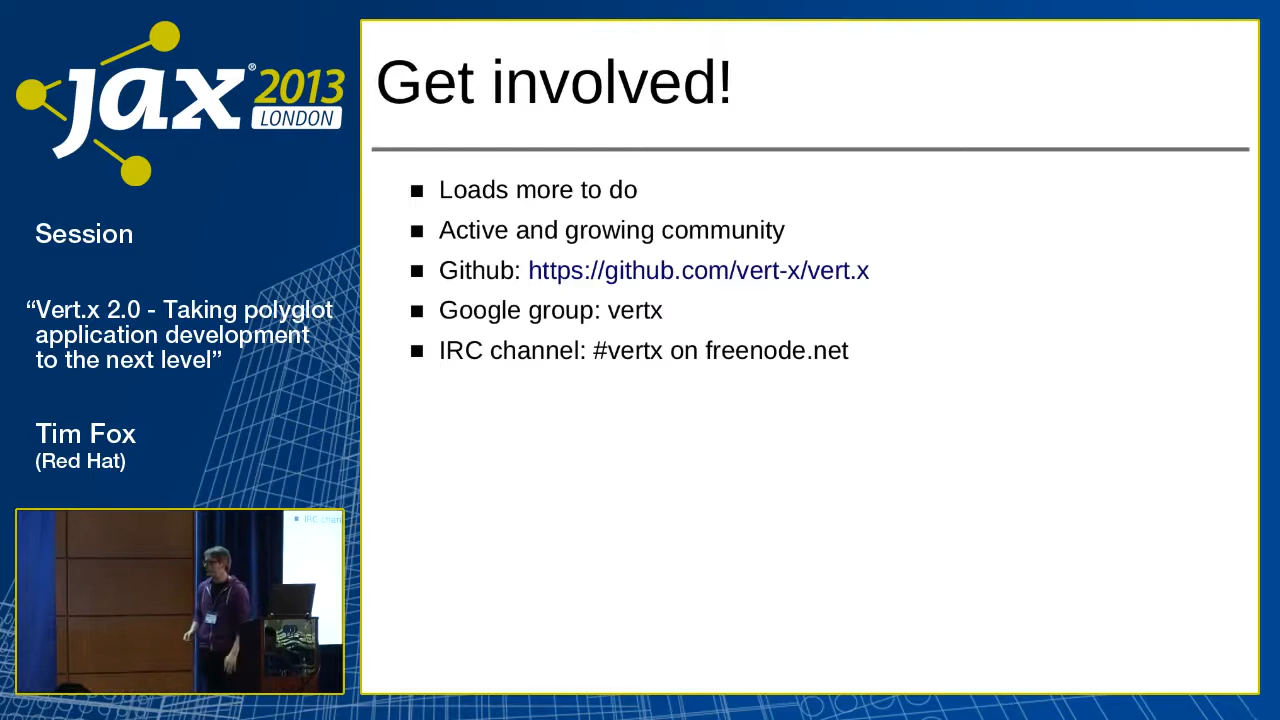 jax® 2013
LONDON
Session
“Vert.x 2.0 - Taking polyglot
application development
to the next level”
Tim Fox
(Red Hat)
Get involved!
Loads more to do
Active and growing community
Github: https://github.com/vert-x/vert.x
Google group: vertx
IRC channel: #vertx on freenode.net
IRC chan